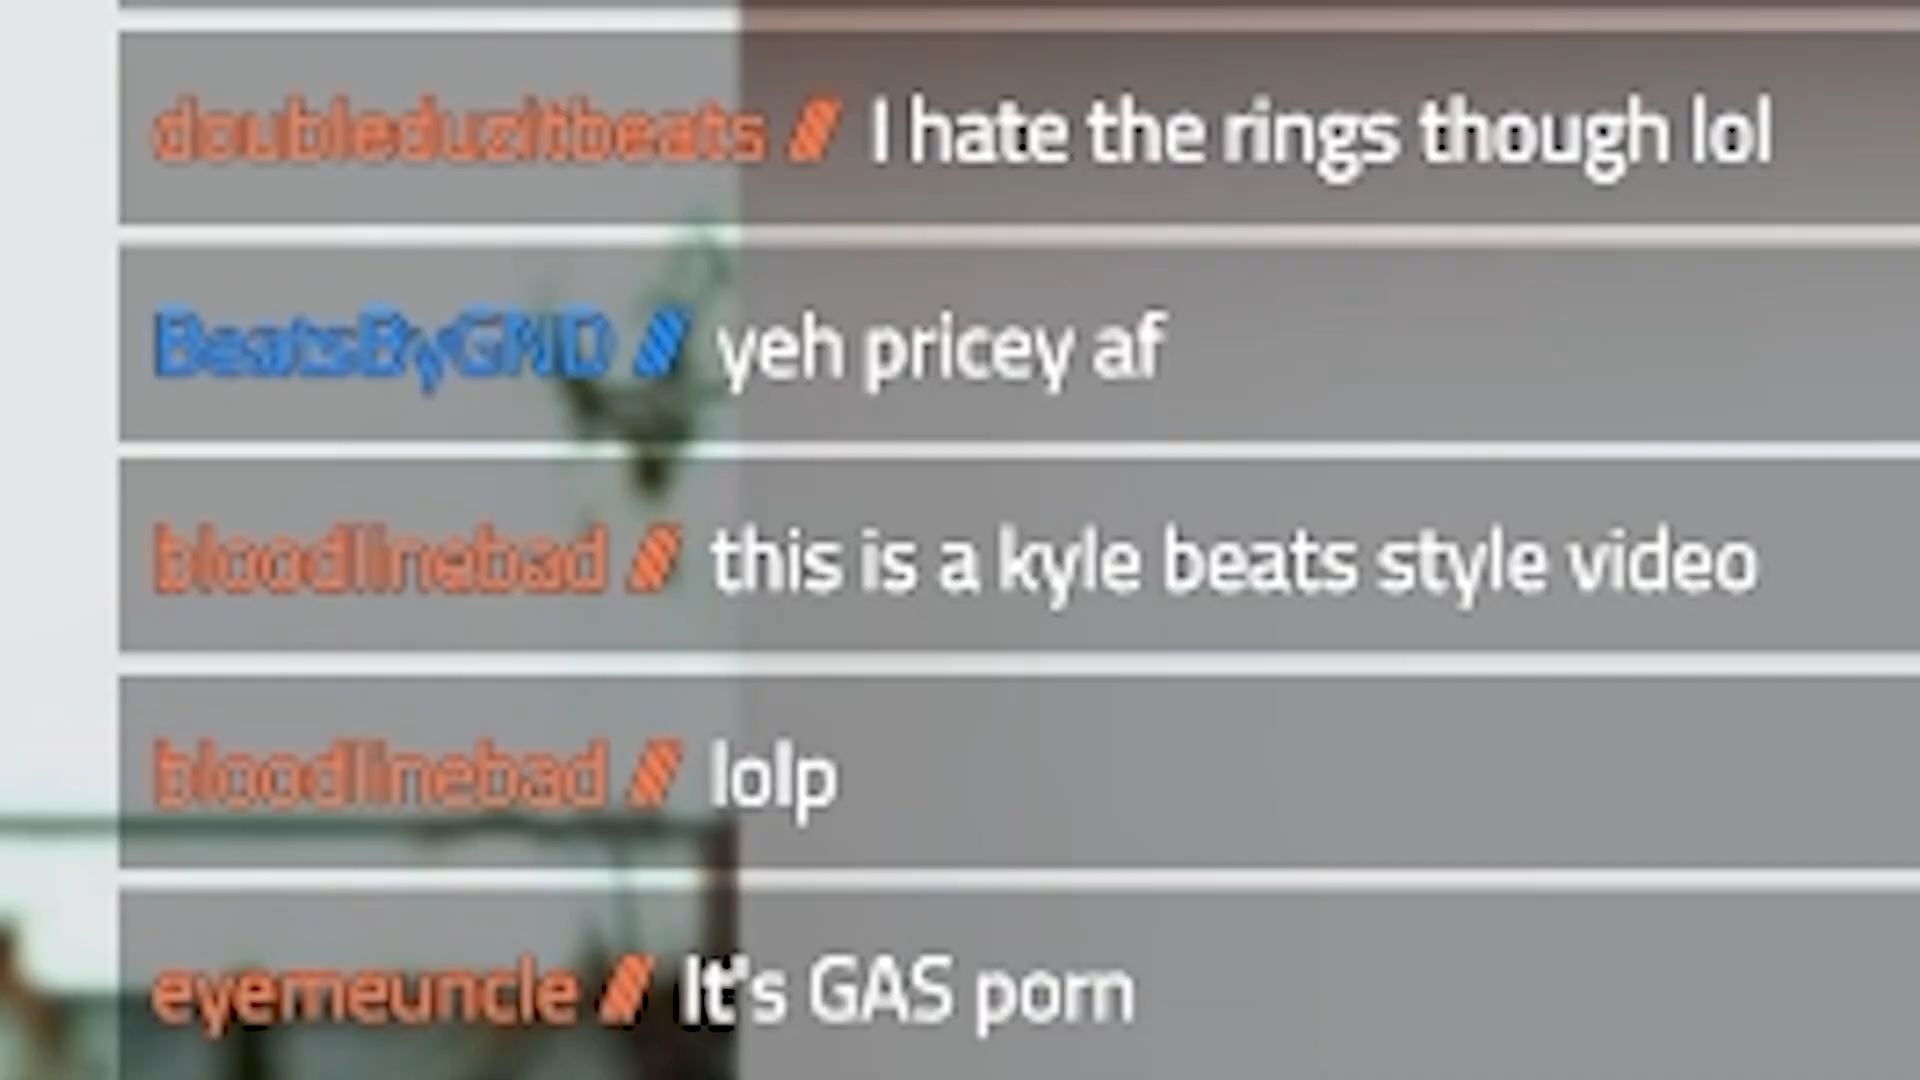 doubleduzitbeats // I hate the rings though lol
BeatsByGND // yeh pricey af
bloodlinebad // this is a kyle beats style video
bloodlinebad // lolp
eyemeuncle // It's GAS porn